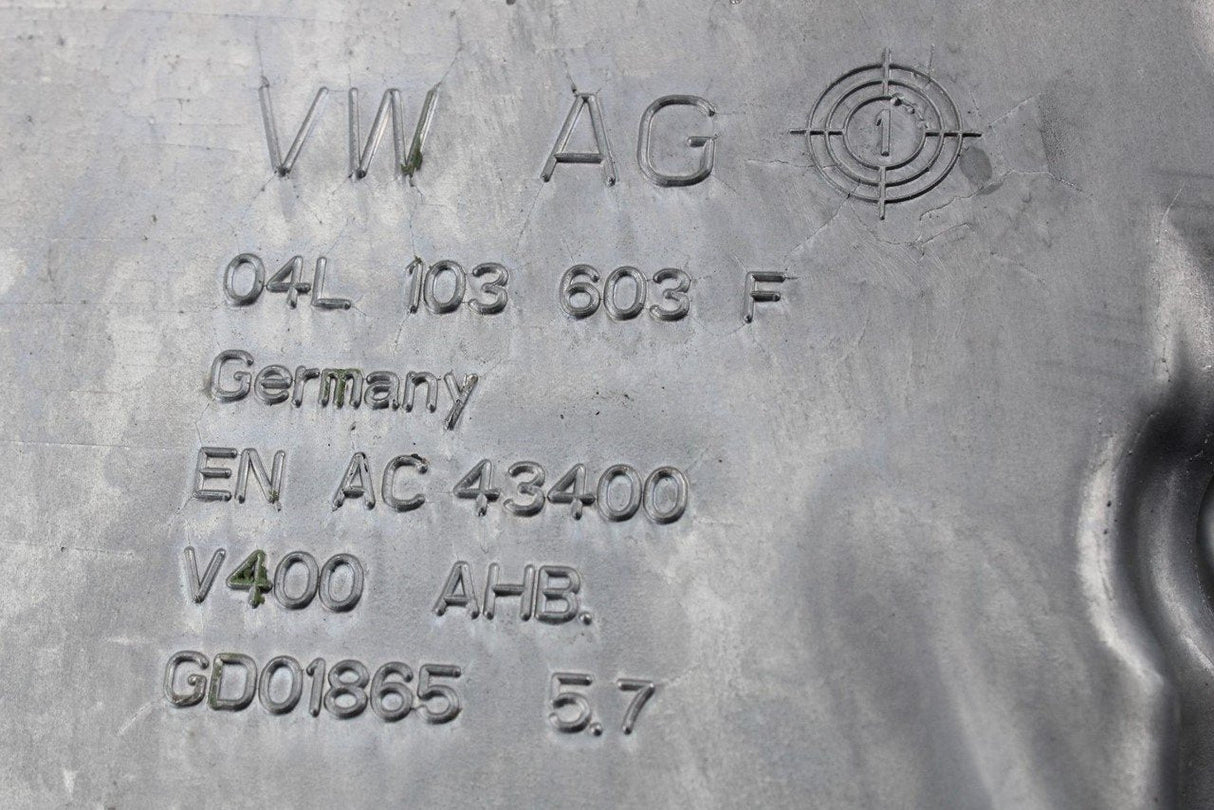 VW AG 1
04L 103 603 F
Germany
EN AC 43400
V400 AHB.
GD01865 5.7